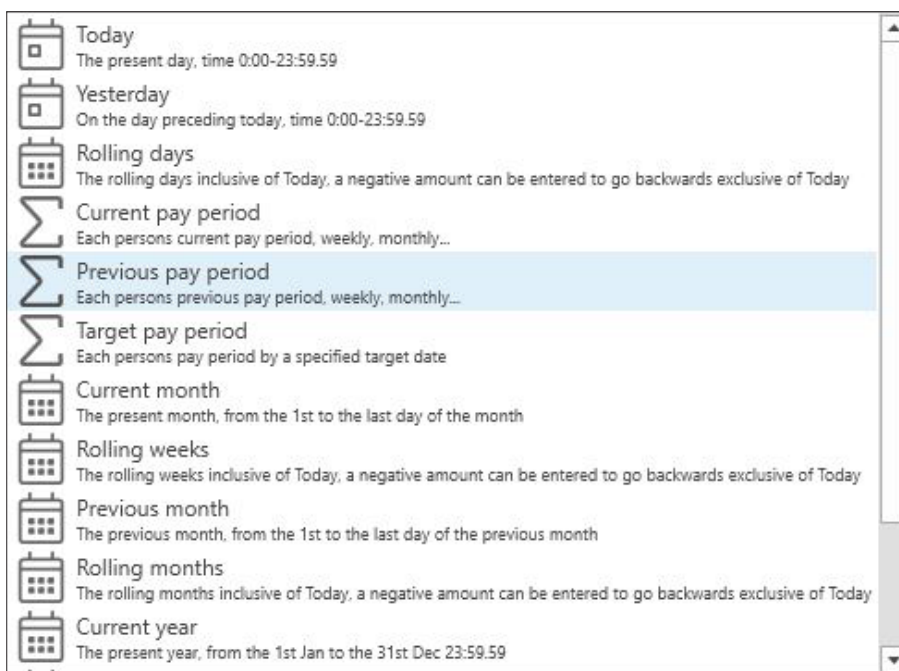 Today
The present day, time 0:00-23:59.59
Yesterday
On the day preceding today, time 0:00-23:59.59
Rolling days
The rolling days inclusive of Today, a negative amount can be entered to go backwards exclusive of Today
Current pay period
Each persons current pay period, weekly, monthly...
Previous pay period
Each persons previous pay period, weekly, monthly...
Target pay period
Each persons pay period by a specified target date
Current month
The present month, from the 1st to the last day of the month
Rolling weeks
The rolling weeks inclusive of Today, a negative amount can be entered to go backwards exclusive of Today
Previous month
The previous month, from the 1st to the last day of the previous month
Rolling months
The rolling months inclusive of Today, a negative amount can be entered to go backwards exclusive of Today
Current year
The present year, from the 1st Jan to the 31st Dec 23:59.59